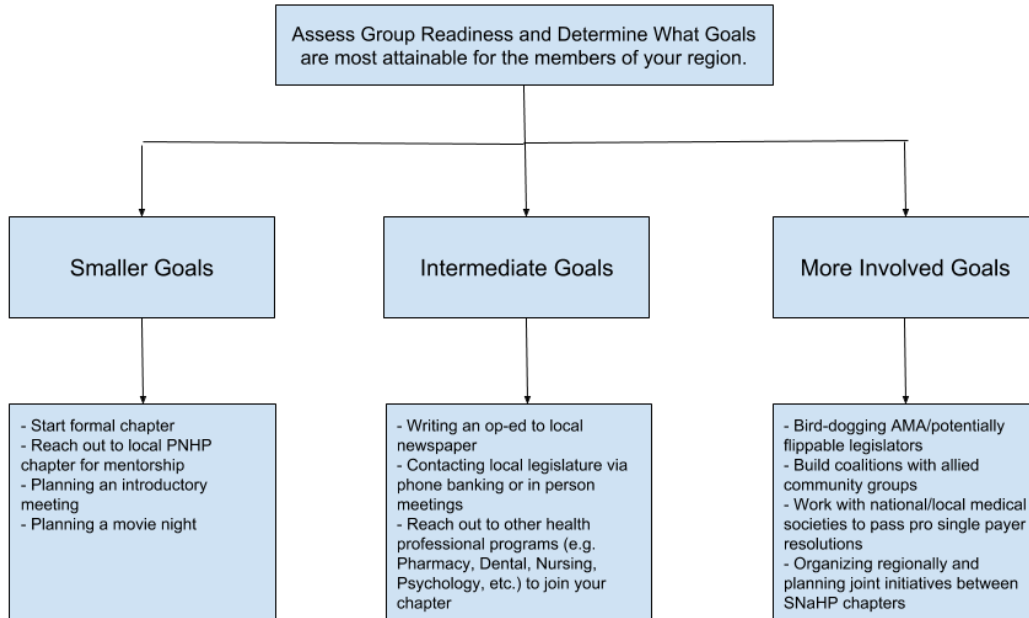 Assess Group Readiness and Determine What Goals
are most attainable for the members of your region.
Smaller Goals
Intermediate Goals
More Involved Goals
- Start formal chapter
- Reach out to local PNHP
chapter for mentorship
- Planning an introductory
meeting
- Planning a movie night
- Writing an op-ed to local
newspaper
- Contacting local legislature via
phone banking or in person
meetings
- Reach out to other health
professional programs (e.g.
Pharmacy, Dental, Nursing,
Psychology, etc.) to join your
chapter
- Bird-dogging AMA/potentially
flippable legislators
- Build coalitions with allied
community groups
- Work with national/local medical
societies to pass pro single payer
resolutions
- Organizing regionally and
planning joint initiatives between
SNaHP chapters